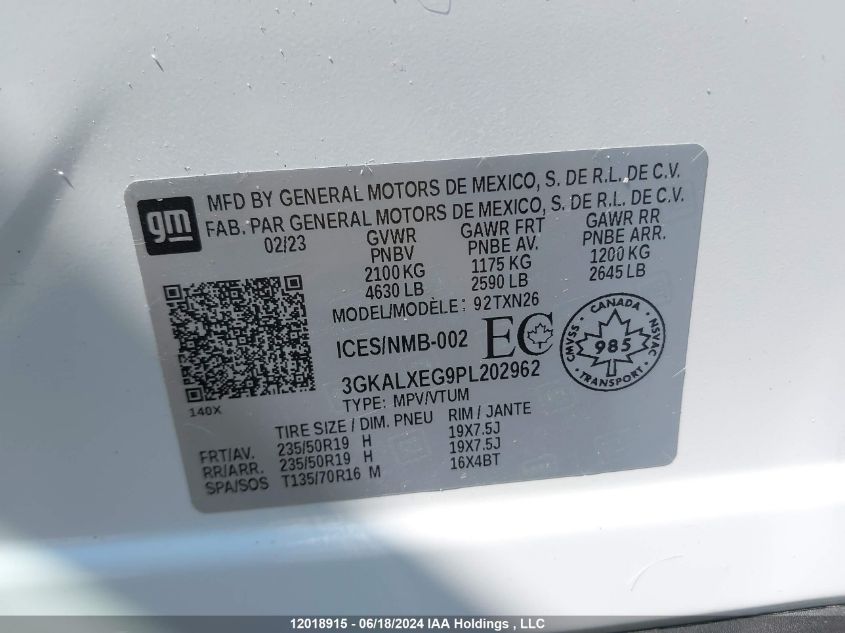 gm
MFD BY GENERAL MOTORS DE MEXICO, S. DE R.L. DE C.V.
FAB. PAR GENERAL MOTORS DE MEXICO, S. DE R.L. DE C.V.
02/23 GVWR GAWR FRT GAWR RR
PNBV PNBE AV. PNBE ARR.
2100 KG 1175 KG 1200 KG
4630 LB 2590 LB 2645 LB
MODEL/MODÈLE: 92TXN26
ICES/NMB-002 EC
CANADA
CMVSS 985 NSVAC
TRANSPORT
3GKALXEG9PL202962
140X
TYPE: MPV/VTUM
TIRE SIZE / DIM. PNEU RIM / JANTE
FRT/AV. 235/50R19 H 19X7.5J
RR/ARR. 235/50R19 H 19X7.5J
SPA/SOS T135/70R16 M 16X4BT
12018915 - 06/18/2024 IAA Holdings , LLC